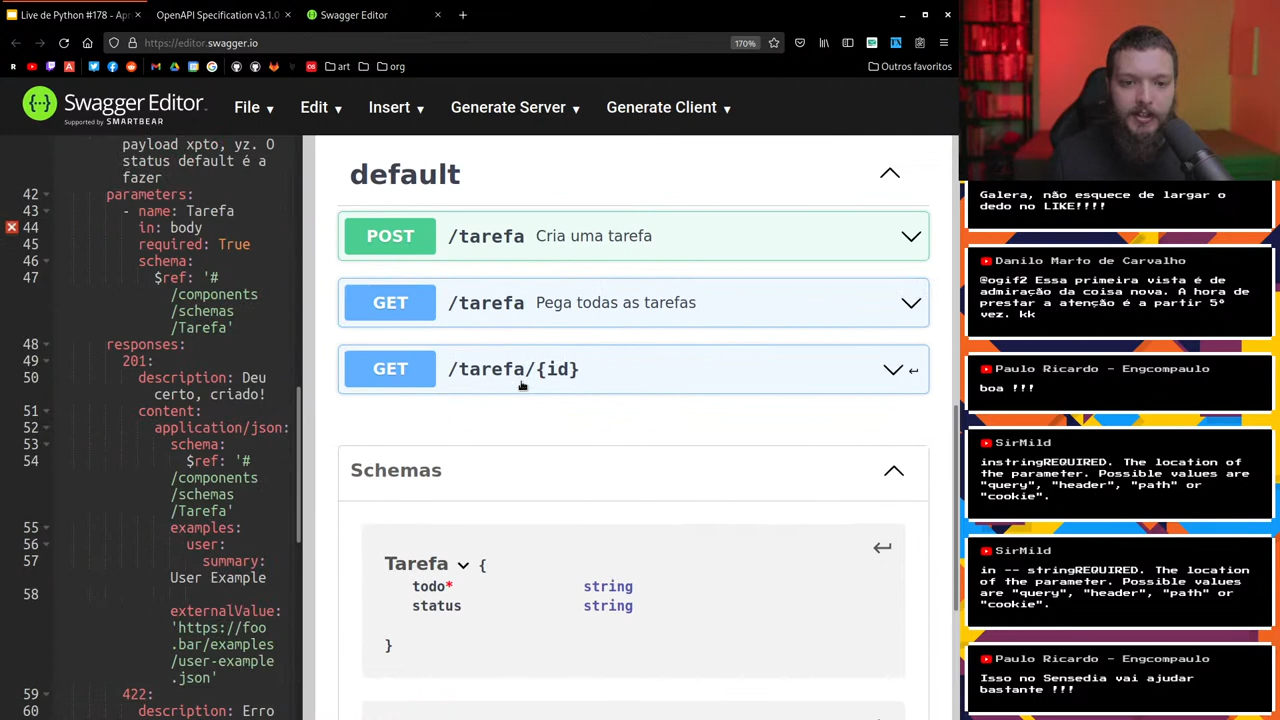 Live de Python #178 - Ap
OpenAPI Specification v3.1.0
Swagger Editor
https://editor.swagger.io
170%
art
org
Outros favoritos
Swagger Editor
Supported by SMARTBEAR
File
Edit
Insert
Generate Server
Generate Client
payload xpto, yz. O
status default é a
fazer
42 parameters:
43 - name: Tarefa
44 in: body
45 required: True
46 schema:
47 $ref: '#
/components
/schemas
/Tarefa'
48 responses:
49 201:
50 description: Deu
certo, criado!
51 content:
52 application/json:
53 schema:
54 $ref: '#
/components
/schemas
/Tarefa'
55 examples:
56 user:
57 summary:
User Example
58
externalValue:
'https://foo
.bar/examples
/user-example
.json'
59 422:
60 description: Erro
default
POST /tarefa Cria uma tarefa
GET /tarefa Pega todas as tarefas
GET /tarefa/{id}
Schemas
Tarefa {
todo* string
status string
}
Galera, não esquece de largar o
dedo no LIKE!!!!
Danilo Marto de Carvalho
@ogif2 Essa primeira vista é de
admiração da coisa nova. A hora de
prestar a atenção é a partir 5º
vez. kk
Paulo Ricardo - Engcompaulo
boa !!!
SirMild
instringREQUIRED. The location of
the parameter. Possible values are
"query", "header", "path" or
"cookie".
SirMild
in -- stringREQUIRED. The location
of the parameter. Possible values
are "query", "header", "path" or
"cookie".
Paulo Ricardo - Engcompaulo
Isso no Sensedia vai ajudar
bastante !!!